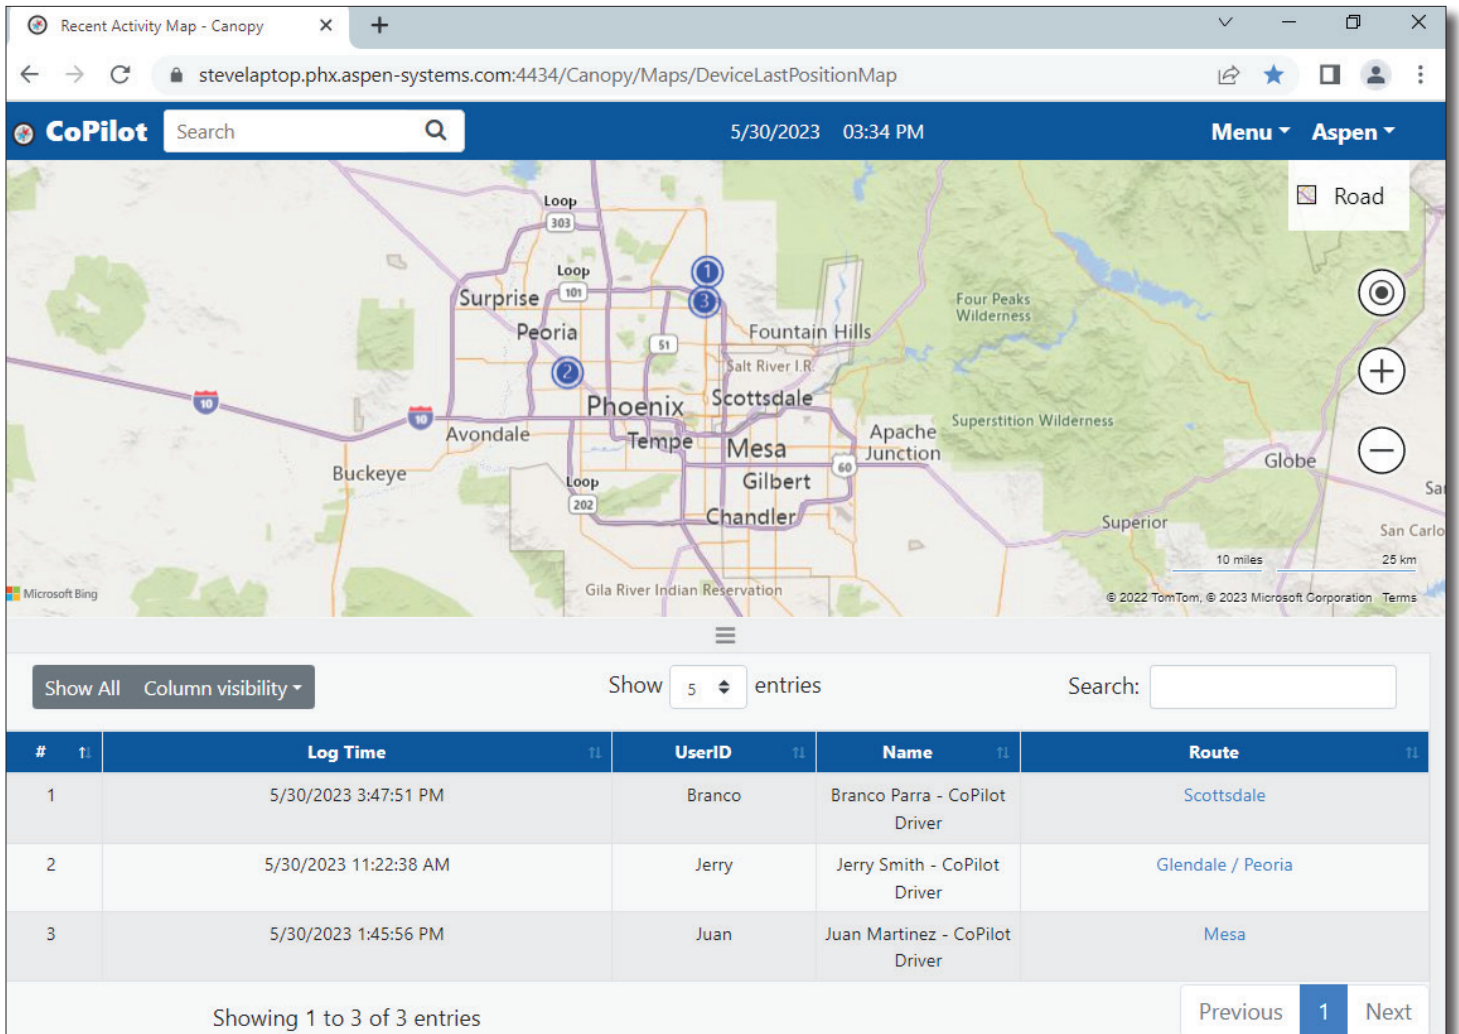 Recent Activity Map - Canopy
stevelaptop.phx.aspen-systems.com:4434/Canopy/Maps/DeviceLastPositionMap
CoPilot Search 5/30/2023 03:34 PM Menu Aspen
Road
Loop
303
Loop
101
1
3
Surprise
Peoria
51
Fountain Hills
Four Peaks
Wilderness
Salt River I.R.
2
Phoenix
Scottsdale
10
10
Avondale
Tempe
Mesa
Apache
Junction
Superstition Wilderness
60
Globe
Buckeye
Loop
202
Gilbert
Chandler
Superior
San Carlo
10 miles 25 km
Microsoft Bing
Gila River Indian Reservation
© 2022 TomTom, © 2023 Microsoft Corporation Terms
Show All Column visibility Show 5 entries Search:
# Log Time UserID Name Route
1 5/30/2023 3:47:51 PM Branco Branco Parra - CoPilot Scottsdale
Driver
2 5/30/2023 11:22:38 AM Jerry Jerry Smith - CoPilot Glendale / Peoria
Driver
3 5/30/2023 1:45:56 PM Juan Juan Martinez - CoPilot Mesa
Driver
Showing 1 to 3 of 3 entries Previous 1 Next